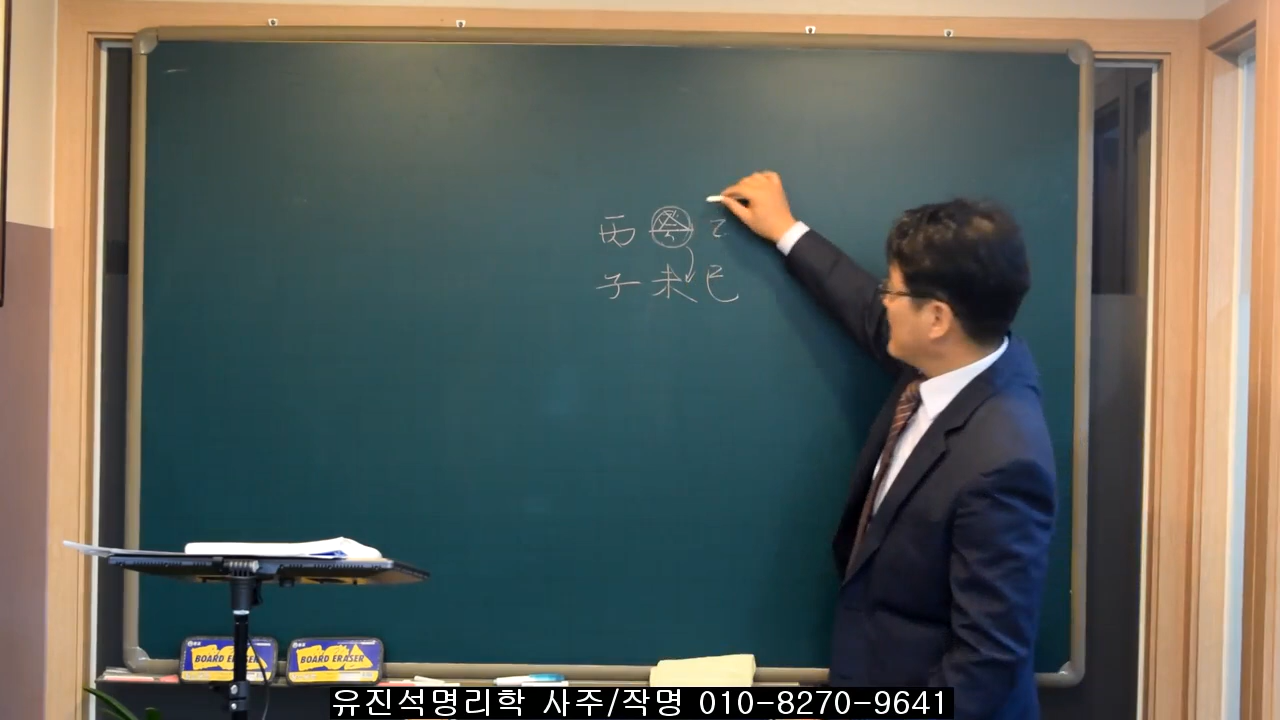 丙 癸 乙
子 未 巳
BOARD ERASER
BOARD ERASER
유진석명리학 사주/작명 010-8270-9641